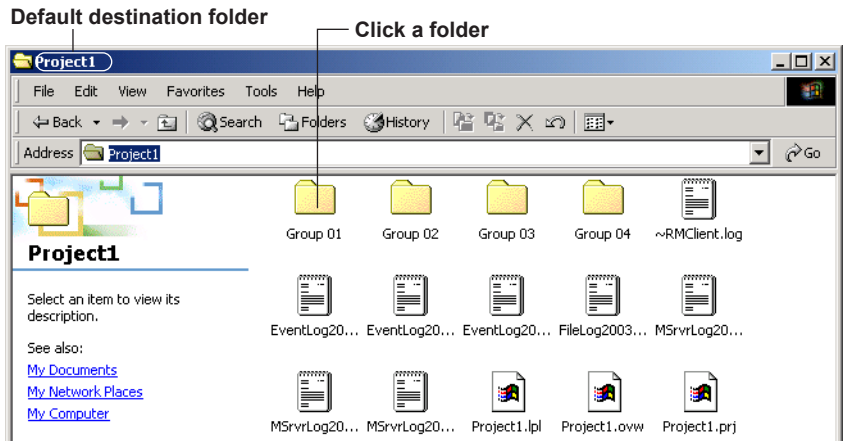 Default destination folder
Click a folder
Project1
File Edit View Favorites Tools Help
Back Search Folders History
Address Project1 Go
Group 01 Group 02 Group 03 Group 04 ~RMClient.log
Project1
Select an item to view its
description.
EventLog20... EventLog20... EventLog20... FileLog2003... MSrvrLog20...
See also:
My Documents
My Network Places
My Computer
MSrvrLog20... MSrvrLog20... Project1.lpl Project1.ovw Project1.prj